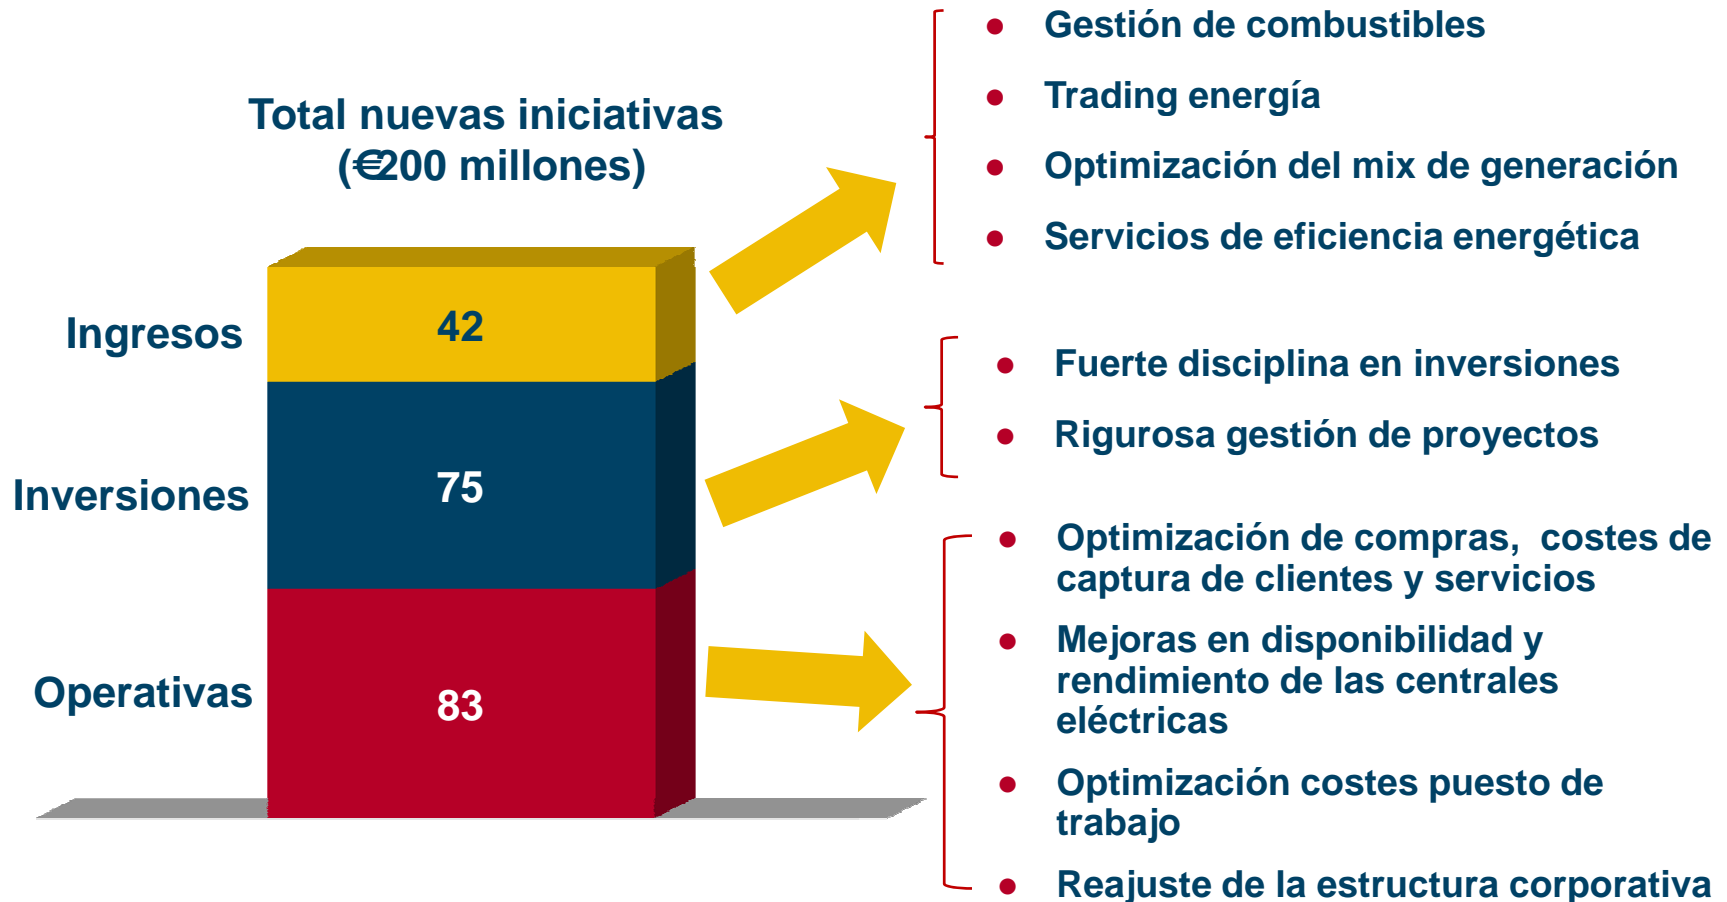 Total nuevas iniciativas
(€200 millones)
Ingresos
42
Inversiones
75
Operativas
83
● Gestión de combustibles
● Trading energía
● Optimización del mix de generación
● Servicios de eficiencia energética
● Fuerte disciplina en inversiones
● Rigurosa gestión de proyectos
● Optimización de compras, costes de
captura de clientes y servicios
● Mejoras en disponibilidad y
rendimiento de las centrales
eléctricas
● Optimización costes puesto de
trabajo
● Reajuste de la estructura corporativa